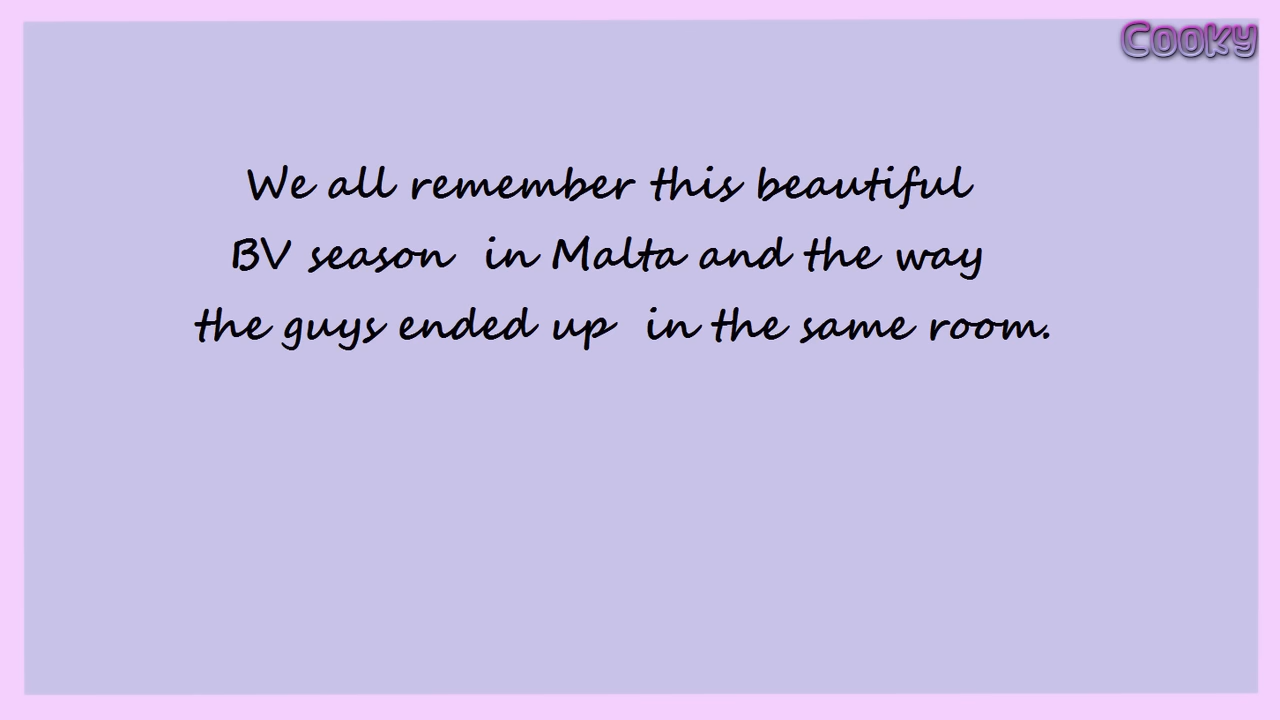 Cooky
We all remember this beautiful
BV season in Malta and the way
the guys ended up in the same room.